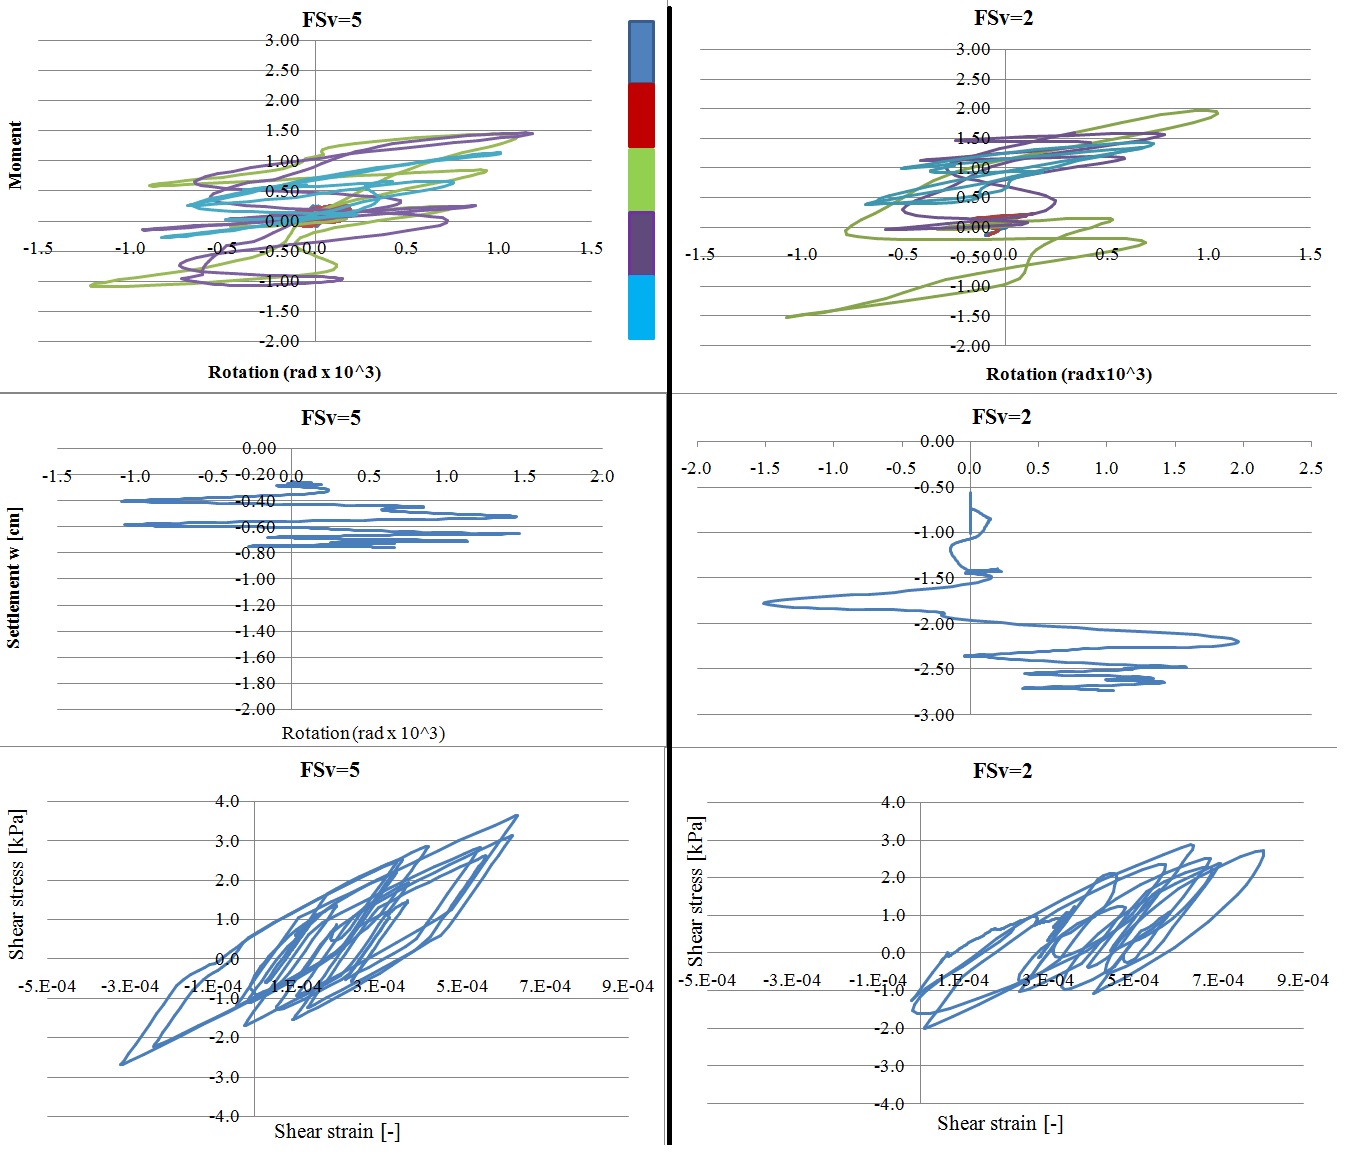 FSv=5
3.00
2.50
2.00
1.50
1.00
0.50
0.00
-1.5 -1.0 -0.5 0.0 0.5 1.0 1.5
-0.50
-1.00
-1.50
-2.00
Moment
Rotation (rad x 10^3)
FSv=2
3.00
2.50
2.00
1.50
1.00
0.50
0.00
-1.5 -1.0 -0.5 0.0 0.5 1.0 1.5
-0.50
-1.00
-1.50
-2.00
Rotation (radx10^3)
FSv=5
0.00
-1.5 -1.0 -0.5 0.0 0.5 1.0 1.5 2.0
-0.20
-0.40
-0.60
-0.80
-1.00
-1.20
-1.40
-1.60
-1.80
-2.00
Settlement w [cm]
Rotation (rad x 10^3)
FSv=2
0.00
-2.0 -1.5 -1.0 -0.5 0.0 0.5 1.0 1.5 2.0 2.5
-0.50
-1.00
-1.50
-2.00
-2.50
-3.00
FSv=5
4.0
3.0
2.0
1.0
0.0
-5.E-04 -3.E-04 -1.E-04 1.E-04 3.E-04 5.E-04 7.E-04 9.E-04
-1.0
-2.0
-3.0
-4.0
Shear stress [kPa]
Shear strain [-]
FSv=2
4.0
3.0
2.0
1.0
0.0
-5.E-04 -3.E-04 -1.E-04 1.E-04 3.E-04 5.E-04 7.E-04 9.E-04
-1.0
-2.0
-3.0
-4.0
Shear stress [kPa]
Shear strain [-]